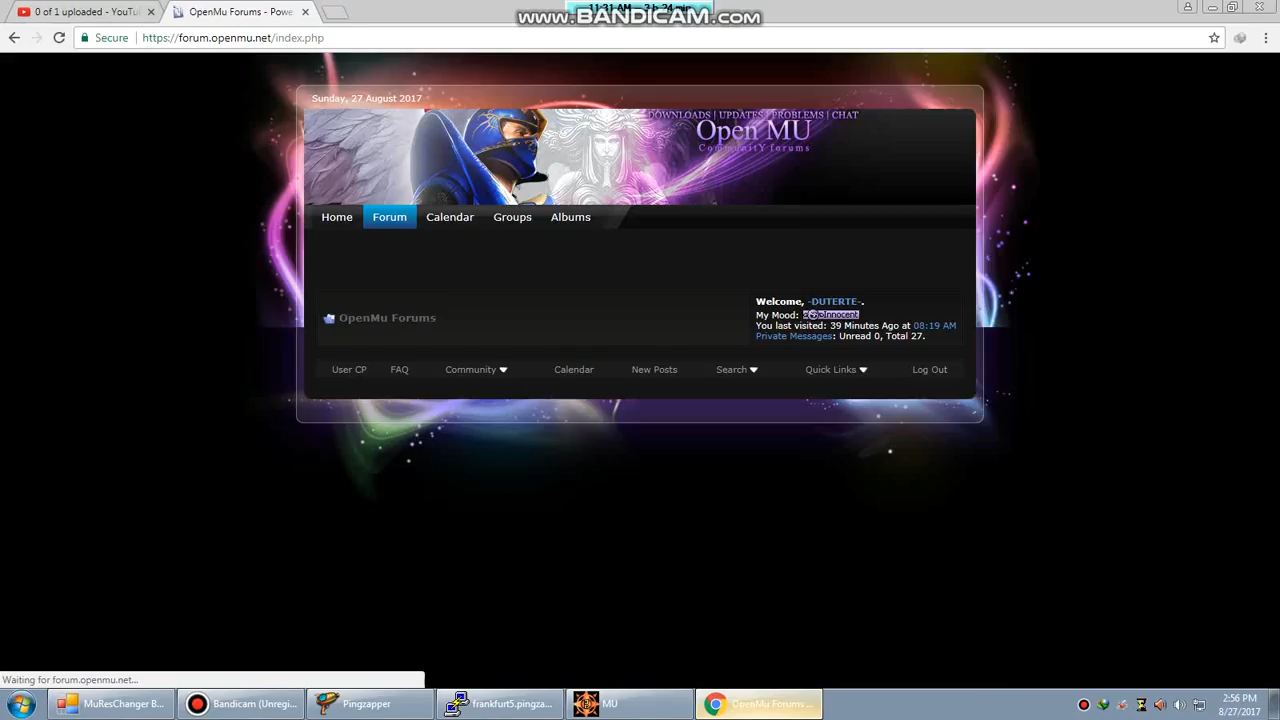 0 of 1 uploaded - YouTu
OpenMu Forums - Powe
www.BANDICAM.com
Secure
https://forum.openmu.net/index.php
Sunday, 27 August 2017
DOWNLOADS | UPDATES | PROBLEMS | CHAT
Open MU
CommunitY forums
Home
Forum
Calendar
Groups
Albums
Welcome, -DUTERTE-.
OpenMu Forums
My Mood:
You last visited: 39 Minutes Ago at 08:19 AM
Private Messages: Unread 0, Total 27.
User CP
FAQ
Community
Calendar
New Posts
Search
Quick Links
Log Out
Waiting for forum.openmu.net...
MuResChanger B...
Bandicam (Unregi...
Pingzapper
frankfurt5.pingza...
MU
OpenMu Forums ...
2:56 PM
8/27/2017